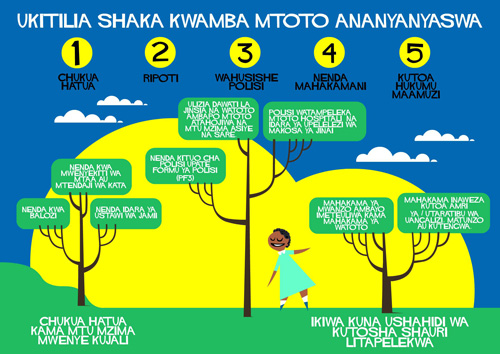 UKITILIA SHAKA KWAMBA MTOTO ANANYANYASWA
1
CHUKUA
HATUA
2
RIPOTI
3
WAHUSISHE
POLISI
4
NENDA
MAHAKAMANI
5
KUTOA
HUKUMU
MAAMUZI
NENDA KWA
MWENYEKITI WA
MTAA AU
MTENDAJI WA KATA
NENDA KWA
BALOZI
NENDA IDARA YA
USTAWI WA JAMII
NENDA KITUO CHA
POLISI UPATE
FORMU YA POLISI
(PF3)
ULIZIA DAWATI LA
JINSIA NA WATOTO
AMBAPO MTOTO
ATAHOJIWA NA
MTU MZIMA ASIYE
NA SARE
POLISI WATAMPELEKA
MTOTO HOSPITALI NA
IDARA YA UPELELEZI WA
MAKOSA YA JINAI
MAHAKAMA YA
MWANZO AMBAYO
IMETEULIWA KAMA
MAHAKAMA YA
WATOTO
MAHAKAMA INAWEZA
KUTOA AMRI
YA / UTARATIBU WA
UANGALIZI, MATUNZO
AU KUTENGWA.
CHUKUA HATUA
KAMA MTU MZIMA
MWENYE KUJALI
IKIWA KUNA USHAHIDI WA
KUTOSHA SHAURI
LITAPELEKWA